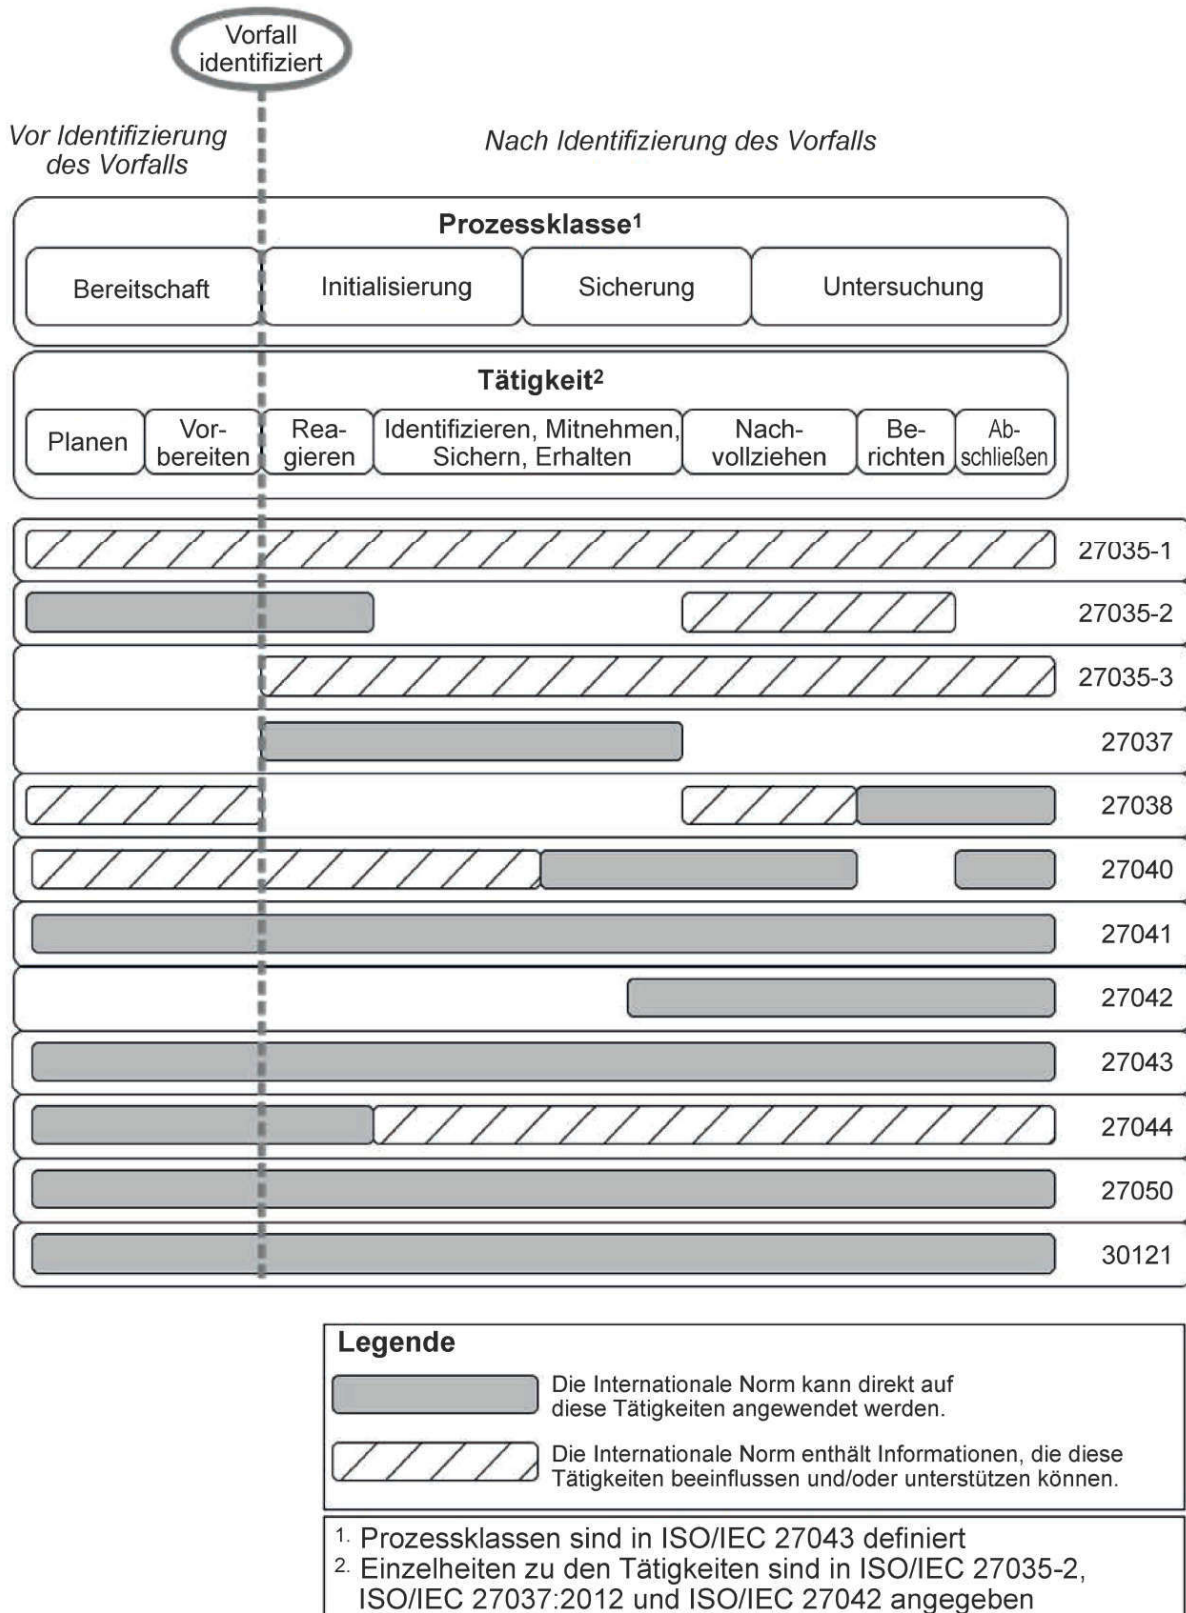 Vorfall
identifiziert
Vor Identifizierung
des Vorfalls
Nach Identifizierung des Vorfalls
Prozessklasse¹
Bereitschaft
Initialisierung
Sicherung
Untersuchung
Tätigkeit²
Planen
Vor-
bereiten
Rea-
gieren
Identifizieren, Mitnehmen,
Sichern, Erhalten
Nach-
vollziehen
Be-
richten
Ab-
schließen
27035-1
27035-2
27035-3
27037
27038
27040
27041
27042
27043
27044
27050
30121
Legende
Die Internationale Norm kann direkt auf
diese Tätigkeiten angewendet werden.
Die Internationale Norm enthält Informationen, die diese
Tätigkeiten beeinflussen und/oder unterstützen können.
1. Prozessklassen sind in ISO/IEC 27043 definiert
2. Einzelheiten zu den Tätigkeiten sind in ISO/IEC 27035-2,
ISO/IEC 27037:2012 und ISO/IEC 27042 angegeben